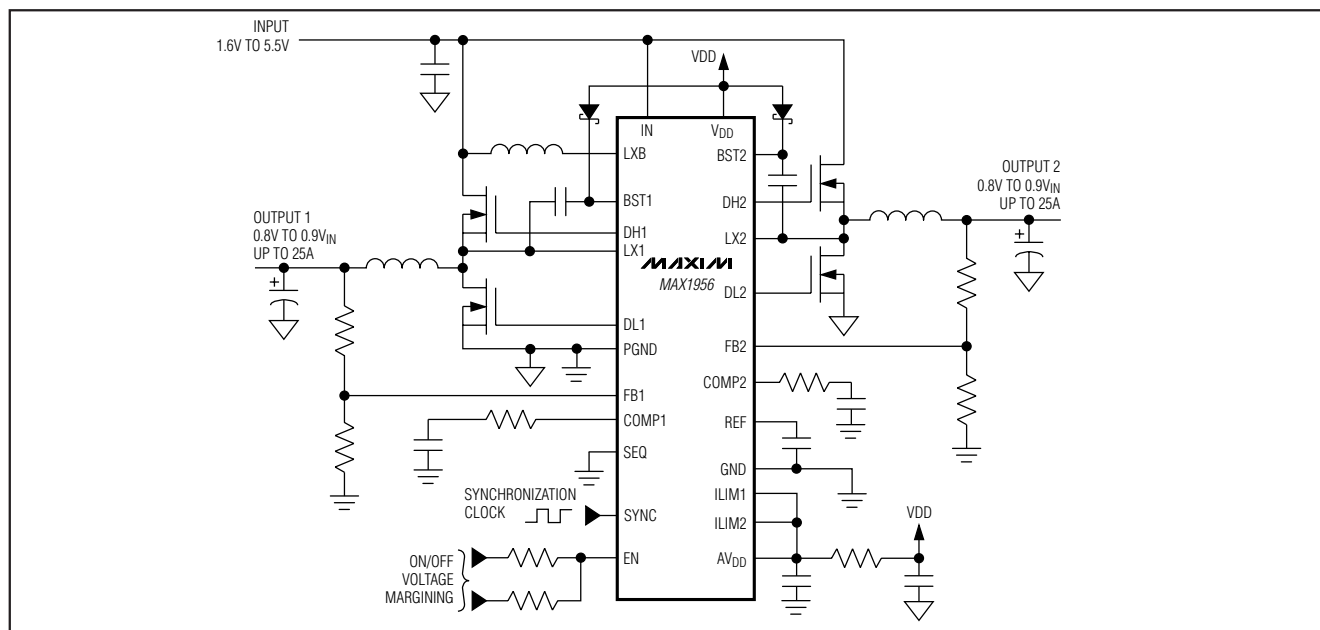 INPUT
1.6V TO 5.5V
VDD
IN
VDD
LXB
BST2
BST1
DH2
OUTPUT 2
0.8V TO 0.9VIN
UP TO 25A
OUTPUT 1
0.8V TO 0.9VIN
UP TO 25A
DH1
LX1
LX2
MAXIM
MAX1956
DL2
DL1
PGND
FB2
FB1
COMP2
COMP1
REF
SEQ
GND
ILIM1
SYNCHRONIZATION
CLOCK
SYNC
ILIM2
VDD
ON/OFF
VOLTAGE
MARGINING
EN
AVDD